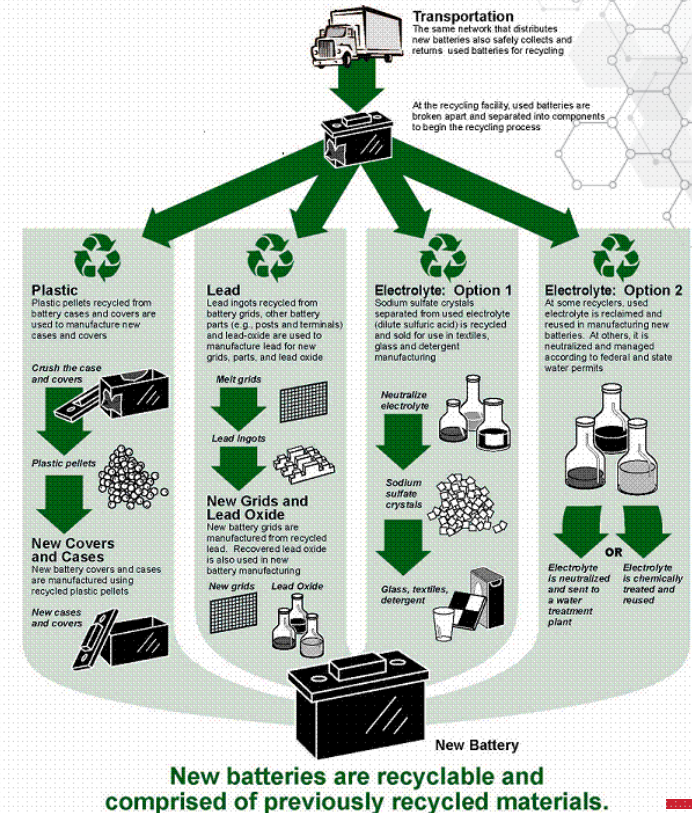 Transportation
The same network that distributes
new batteries also safely collects and
returns used batteries for recycling
At the recycling facility, used batteries are
broken apart and separated into components
to begin the recycling process
Plastic
Plastic pellets recycled from
battery cases and covers are
used to manufacture new
cases and covers
Crush the case
and covers
Plastic pellets
New Covers
and Cases
New battery covers and cases
are manufactured using
recycled plastic pellets
New cases
and covers
Lead
Lead ingots recycled from
battery grids, other battery
parts (e.g., posts and terminals)
and lead-oxide are used to
manufacture lead for new
grids, parts, and lead oxide
Melt grids
Lead Ingots
New Grids and
Lead Oxide
New battery grids are
manufactured from recycled
lead. Recovered lead oxide
is also used in new
battery manufacturing
New grids
Lead Oxide
Electrolyte: Option 1
Sodium sulfate crystals
separated from used electrolyte
(dilute sulfuric acid) is recycled
and sold for use in textiles,
glass and detergent
manufacturing
Neutralize
electrolyte
Sodium
sulfate
crystals
Glass, textiles,
detergent
Electrolyte: Option 2
At some recyclers, used
electrolyte is reclaimed and
reused in manufacturing new
batteries. At others, it is
neutralized and managed
according to federal and state
water permits
OR
Electrolyte
is neutralized
and sent to
a water
treatment
plant
Electrolyte
is chemically
treated and
reused
New Battery
New batteries are recyclable and
comprised of previously recycled materials.